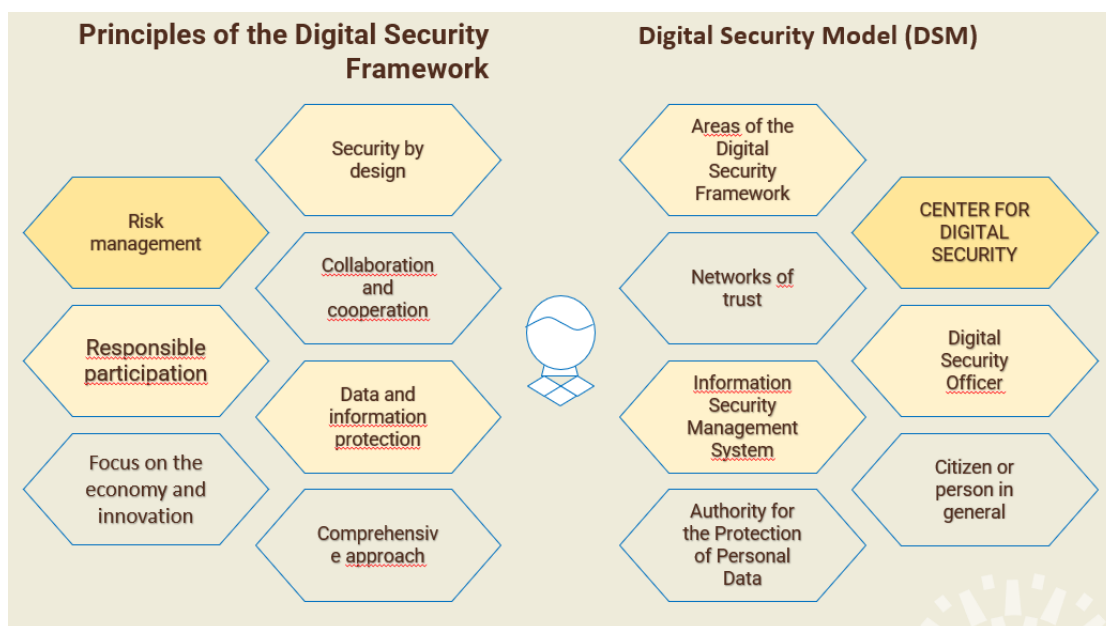 Principles of the Digital Security
Framework
Security by
design
Risk
management
Collaboration
and
cooperation
Responsible
participation
Data and
information
protection
Focus on the
economy and
innovation
Comprehensiv
e approach
Digital Security Model (DSM)
Areas of the
Digital
Security
Framework
CENTER FOR
DIGITAL
SECURITY
Networks of
trust
Digital
Security
Officer
Information
Security
Management
System
Citizen or
person in
general
Authority for
the Protection
of Personal
Data